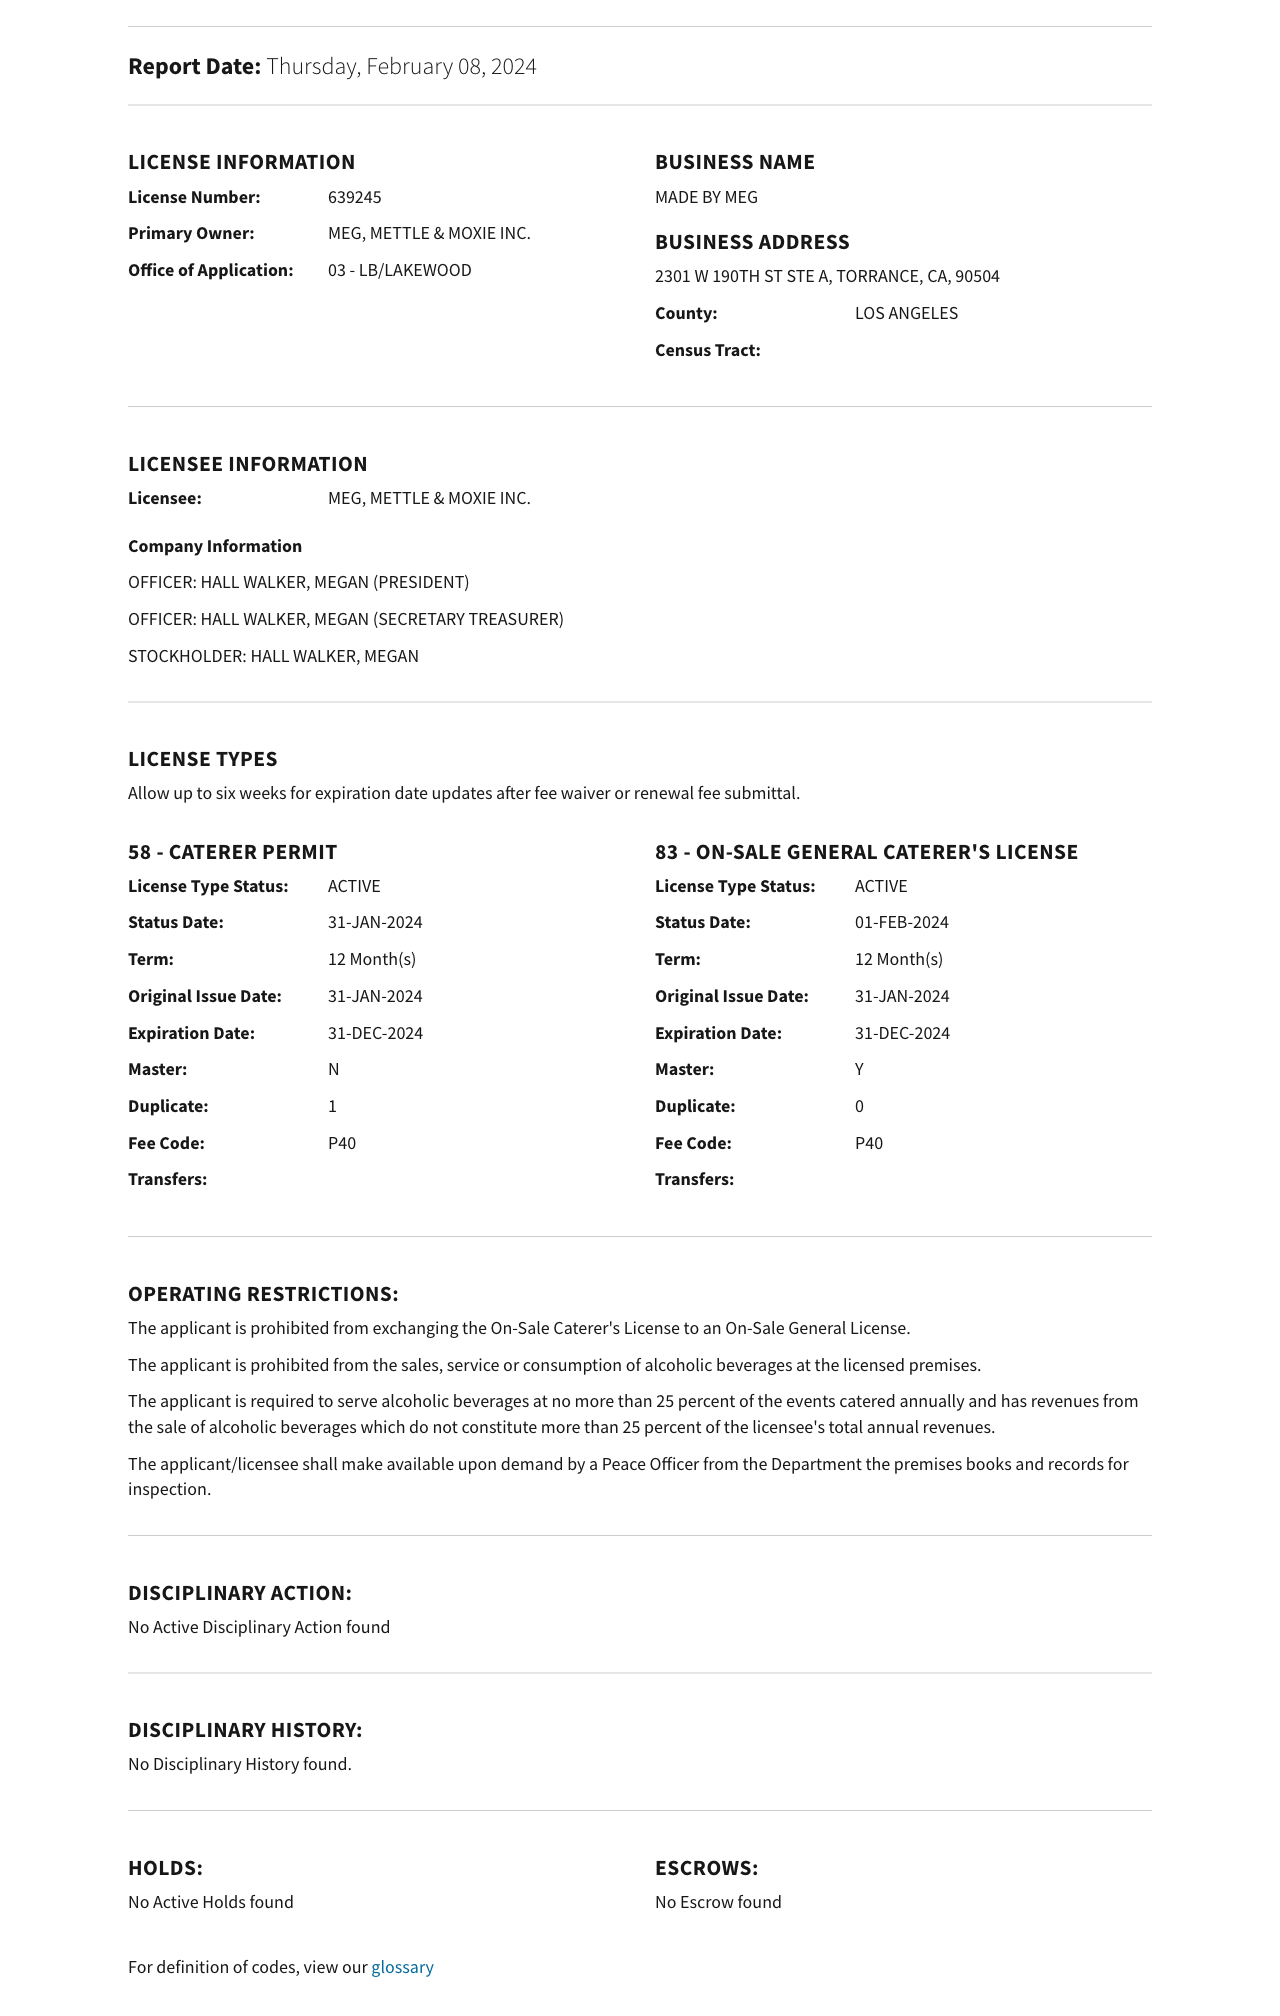 Report Date: Thursday, February 08, 2024
LICENSE INFORMATION
License Number: 639245
Primary Owner: MEG, METTLE & MOXIE INC.
Office of Application: 03 - LB/LAKEWOOD
BUSINESS NAME
MADE BY MEG
BUSINESS ADDRESS
2301 W 190TH ST STE A, TORRANCE, CA, 90504
County: LOS ANGELES
Census Tract:
LICENSEE INFORMATION
Licensee: MEG, METTLE & MOXIE INC.
Company Information
OFFICER: HALL WALKER, MEGAN (PRESIDENT)
OFFICER: HALL WALKER, MEGAN (SECRETARY TREASURER)
STOCKHOLDER: HALL WALKER, MEGAN
LICENSE TYPES
Allow up to six weeks for expiration date updates after fee waiver or renewal fee submittal.
58 - CATERER PERMIT
License Type Status: ACTIVE
Status Date: 31-JAN-2024
Term: 12 Month(s)
Original Issue Date: 31-JAN-2024
Expiration Date: 31-DEC-2024
Master: N
Duplicate: 1
Fee Code: P40
Transfers:
83 - ON-SALE GENERAL CATERER'S LICENSE
License Type Status: ACTIVE
Status Date: 01-FEB-2024
Term: 12 Month(s)
Original Issue Date: 31-JAN-2024
Expiration Date: 31-DEC-2024
Master: Y
Duplicate: 0
Fee Code: P40
Transfers:
OPERATING RESTRICTIONS:
The applicant is prohibited from exchanging the On-Sale Caterer's License to an On-Sale General License.
The applicant is prohibited from the sales, service or consumption of alcoholic beverages at the licensed premises.
The applicant is required to serve alcoholic beverages at no more than 25 percent of the events catered annually and has revenues from
the sale of alcoholic beverages which do not constitute more than 25 percent of the licensee's total annual revenues.
The applicant/licensee shall make available upon demand by a Peace Officer from the Department the premises books and records for
inspection.
DISCIPLINARY ACTION:
No Active Disciplinary Action found
DISCIPLINARY HISTORY:
No Disciplinary History found.
HOLDS:
No Active Holds found
ESCROWS:
No Escrow found
For definition of codes, view our glossary